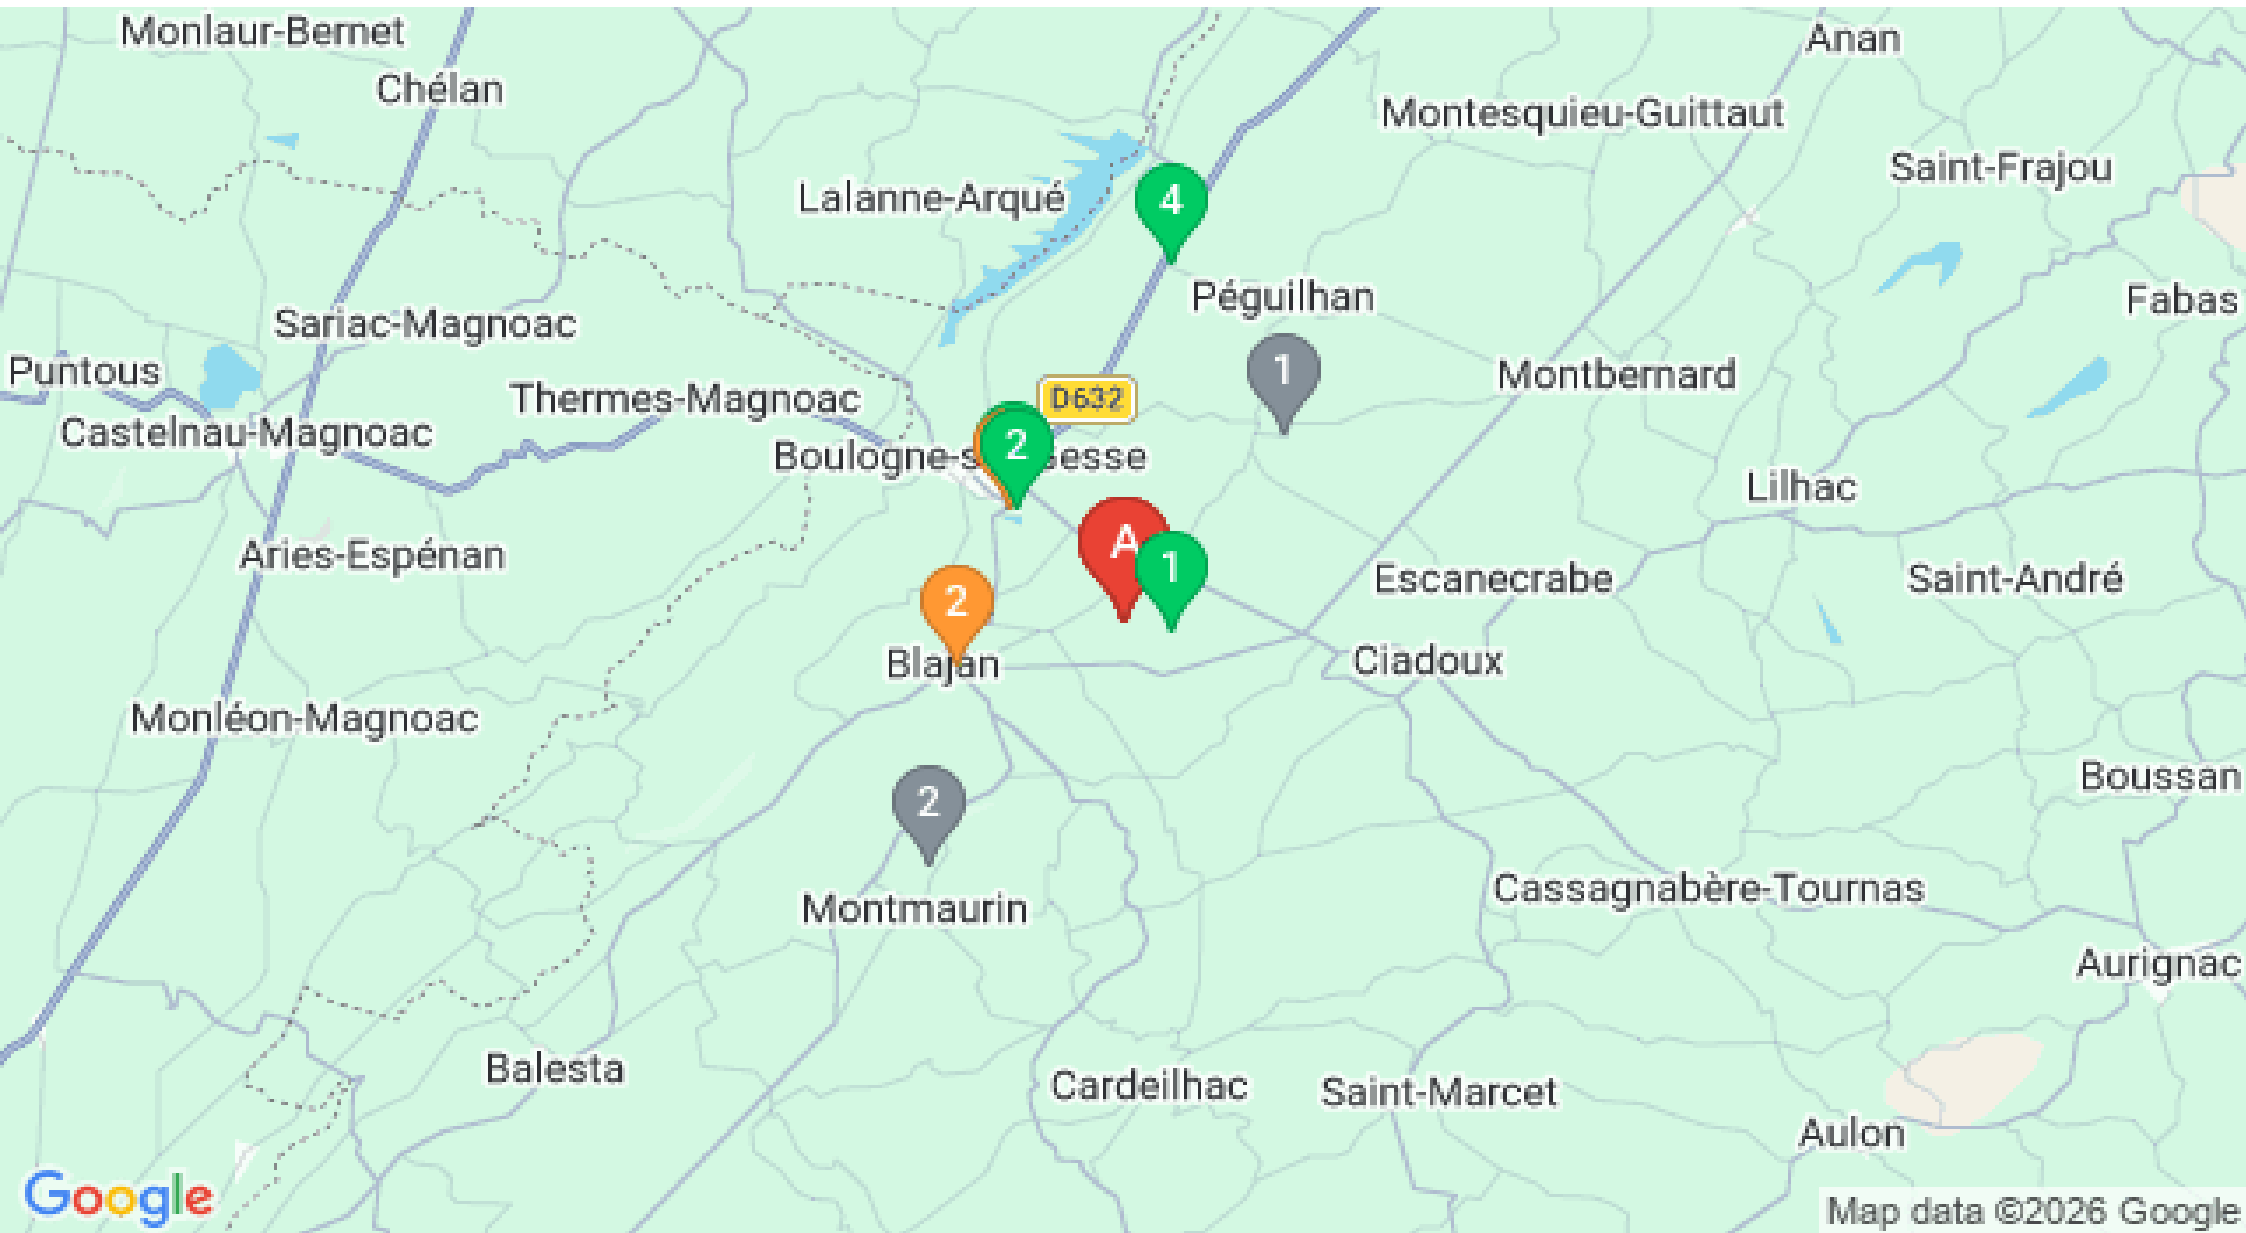 Monlaur-Bernet
Anan
Chélan
Montesquieu-Guittaut
Saint-Frajou
Lalanne-Arqué
4
Péguilhan
Fabas
Sariac-Magnoac
Puntous
1
Montbernard
Thermes-Magnoac
D632
Castelnau-Magnoac
2
Boulogne-s
esse
Lilhac
A
1
Aries-Espénan
Escanecrabe
Saint-André
2
Blajan
Ciadoux
Monléon-Magnoac
Boussan
2
Cassagnabère-Tournas
Montmaurin
Aurignac
Balesta
Cardeilhac
Saint-Marcet
Aulon
Google
Map data ©2026 Google